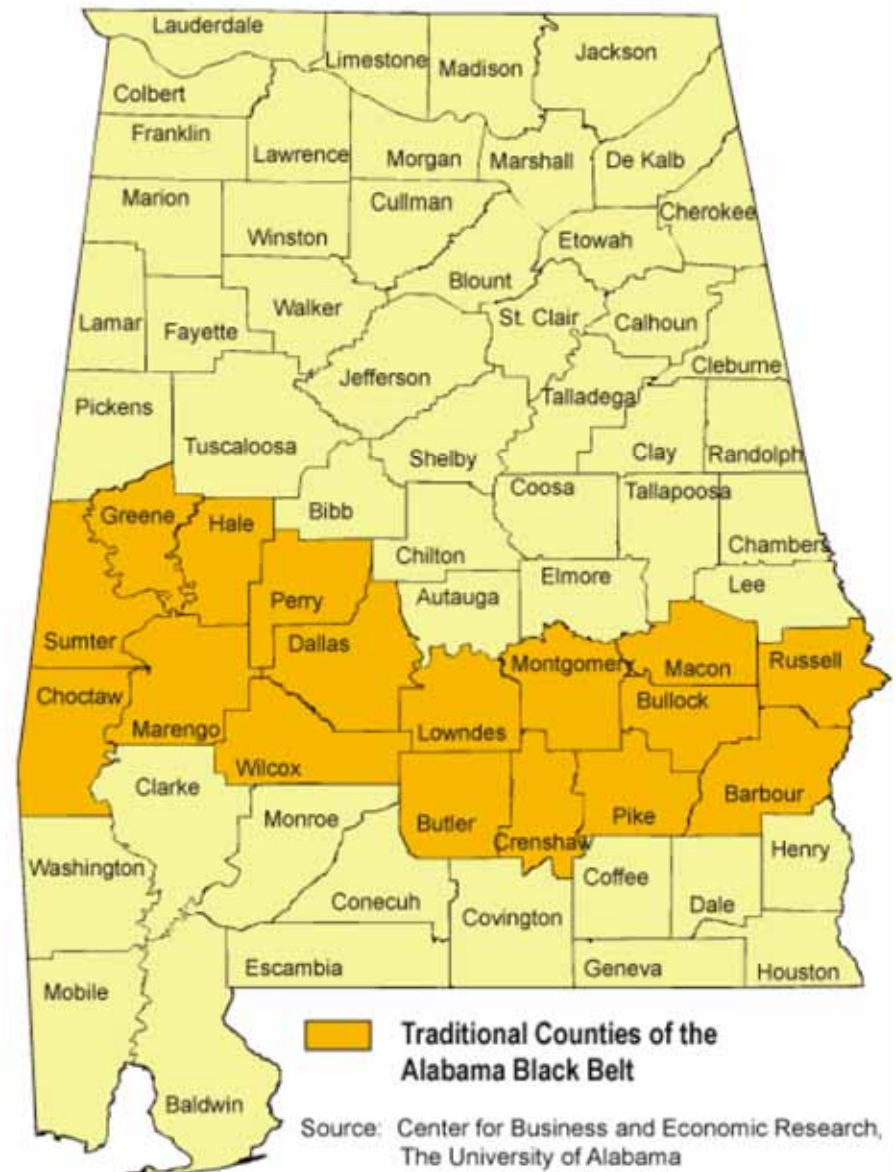 Lauderdale
Limestone
Madison
Jackson
Colbert
Franklin
Lawrence
Morgan
Marshall
De Kalb
Marion
Winston
Cullman
Cherokee
Etowah
Blount
Lamar
Fayette
Walker
St. Clair
Calhoun
Cleburne
Jefferson
Talladega
Pickens
Tuscaloosa
Shelby
Clay
Randolph
Bibb
Coosa
Tallapoosa
Greene
Hale
Chilton
Chambers
Perry
Autauga
Elmore
Lee
Sumter
Dallas
Montgomery
Macon
Russell
Choctaw
Marengo
Lowndes
Bullock
Wilcox
Clarke
Monroe
Butler
Crenshaw
Pike
Barbour
Washington
Conecuh
Covington
Coffee
Dale
Henry
Mobile
Escambia
Geneva
Houston
Baldwin
Traditional Counties of the
Alabama Black Belt
Source: Center for Business and Economic Research,
The University of Alabama